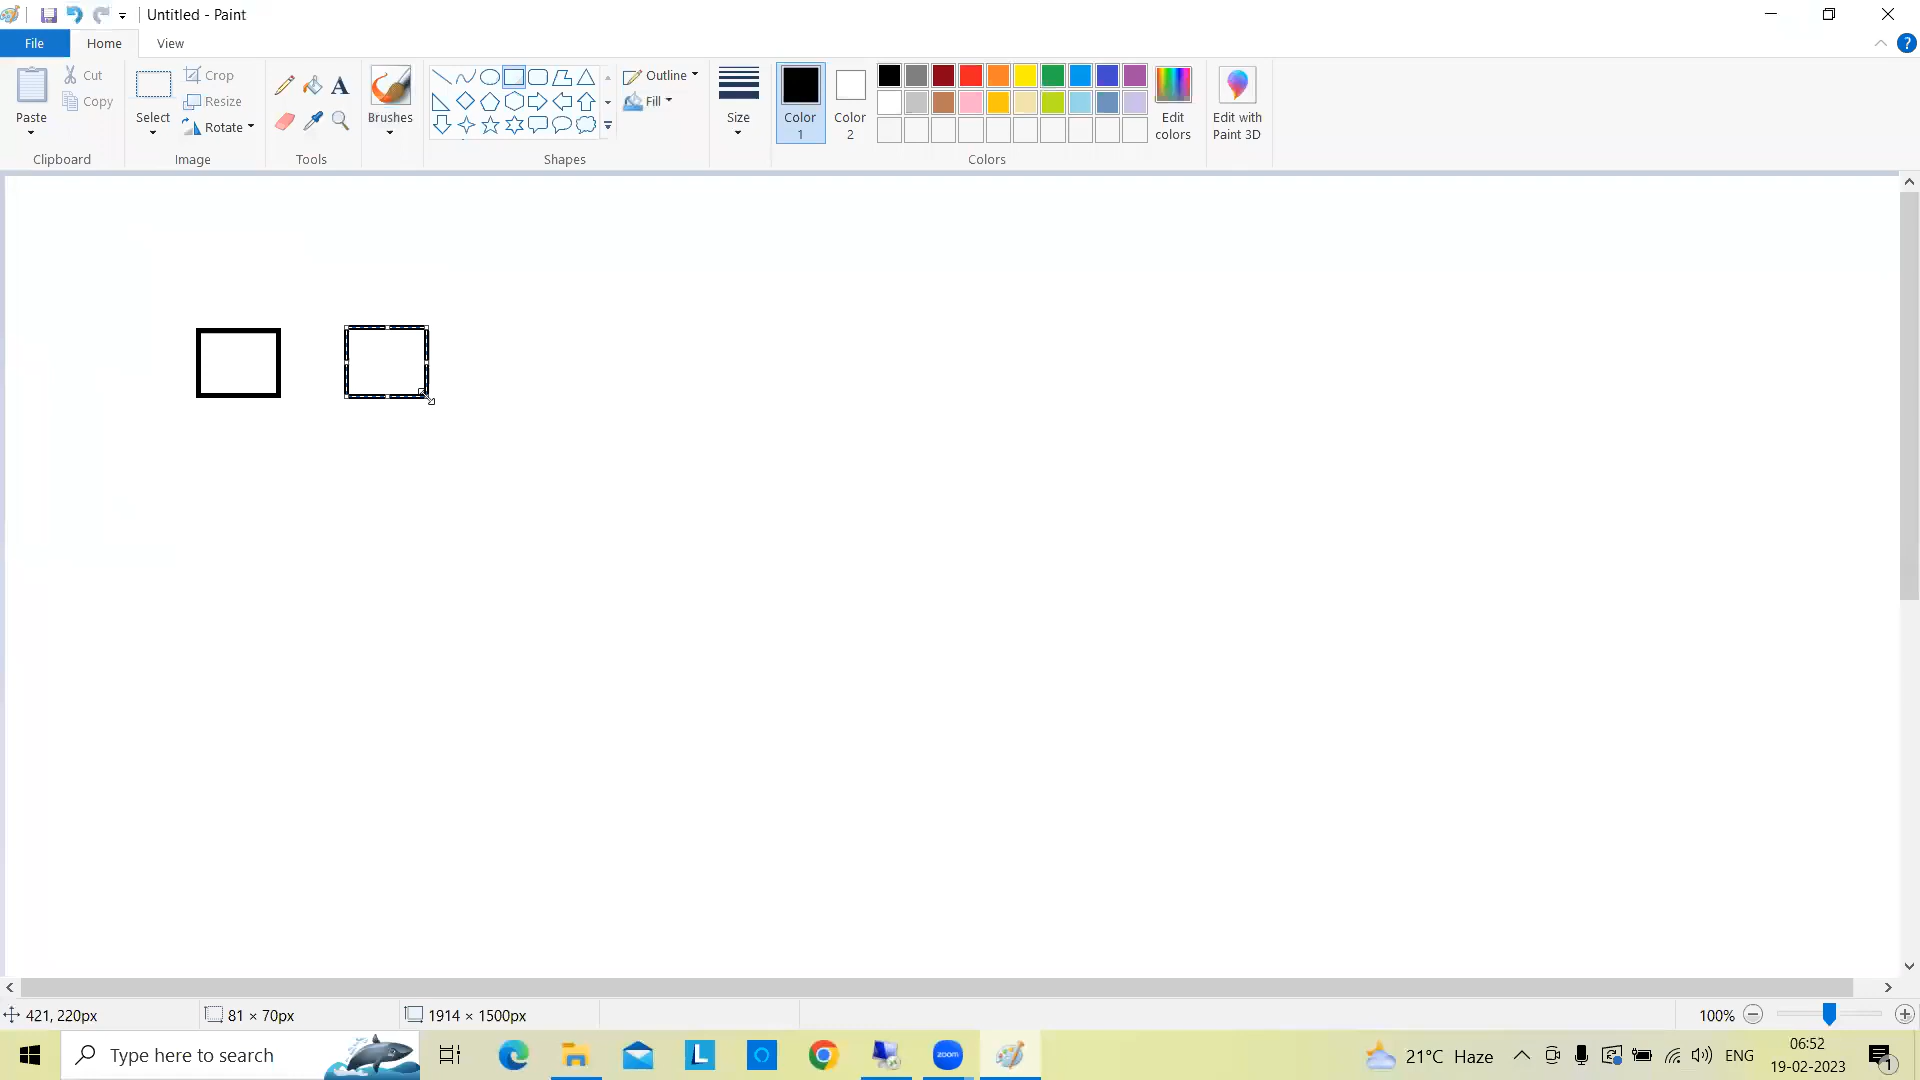 Untitled - Paint
File Home View
Paste Cut Copy Select Crop Resize Rotate Brushes Outline Fill Size Color 1 Color 2 Edit colors Edit with Paint 3D
Clipboard Image Tools Shapes Colors
421, 220px 81 × 70px 1914 × 1500px 100%
Type here to search L zoom 21°C Haze ENG 06:52
19-02-2023 1